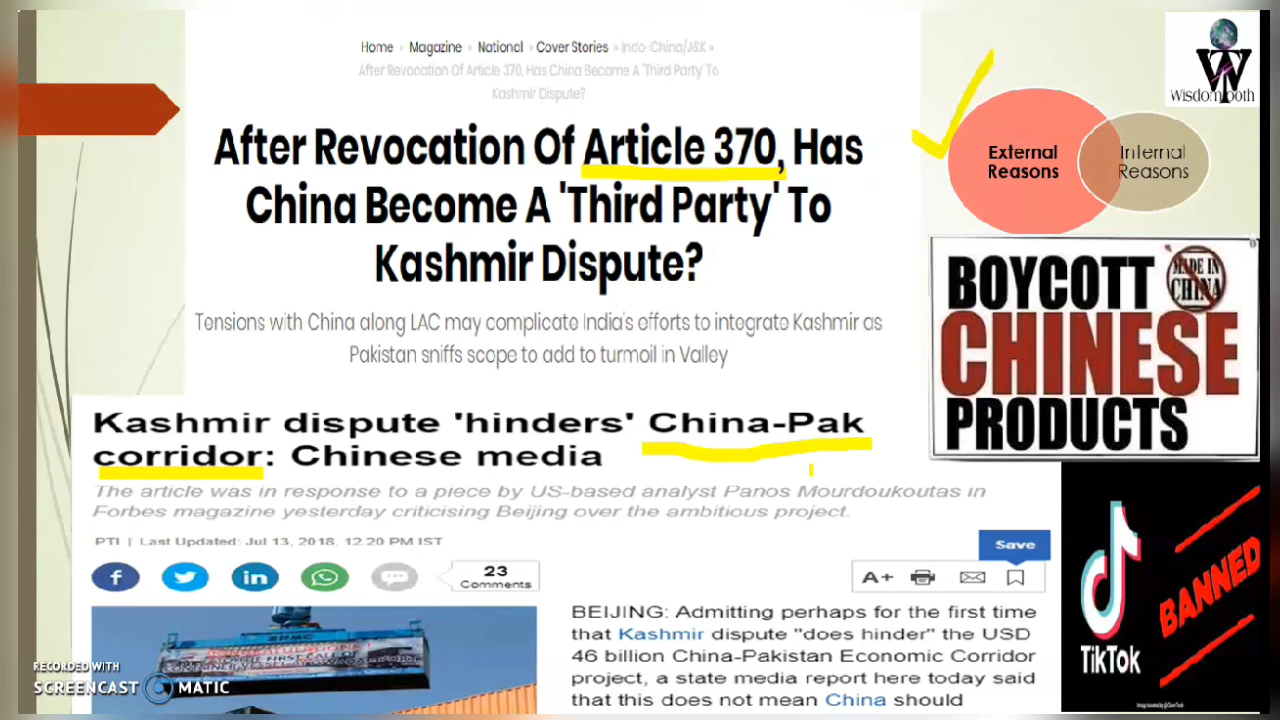 Home » Magazine » National » Cover Stories » Indo-China/J&K »
After Revocation Of Article 370, Has China Become A 'Third Party' To
Kashmir Dispute?
After Revocation Of Article 370, Has
China Become A 'Third Party' To
Kashmir Dispute?
Tensions with China along LAC may complicate India's efforts to integrate Kashmir as
Pakistan sniffs scope to add to turmoil in Valley
W
Wisdom tooth
External
Reasons
Internal
Reasons
BOYCOTT
MADE IN
CHINA
CHINESE
PRODUCTS
Kashmir dispute 'hinders' China-Pak
corridor: Chinese media
The article was in response to a piece by US-based analyst Panos Mourdoukoutas in
Forbes magazine yesterday criticising Beijing over the ambitious project.
PTI | Last Updated: Jul 13, 2018, 12.20 PM IST
Save
f
in
23
Comments
A+
BEIJING: Admitting perhaps for the first time
that Kashmir dispute "does hinder" the USD
46 billion China-Pakistan Economic Corridor
project, a state media report here today said
that this does not mean China should
TikTok
BANNED
RECORDED WITH
SCREENCAST MATIC